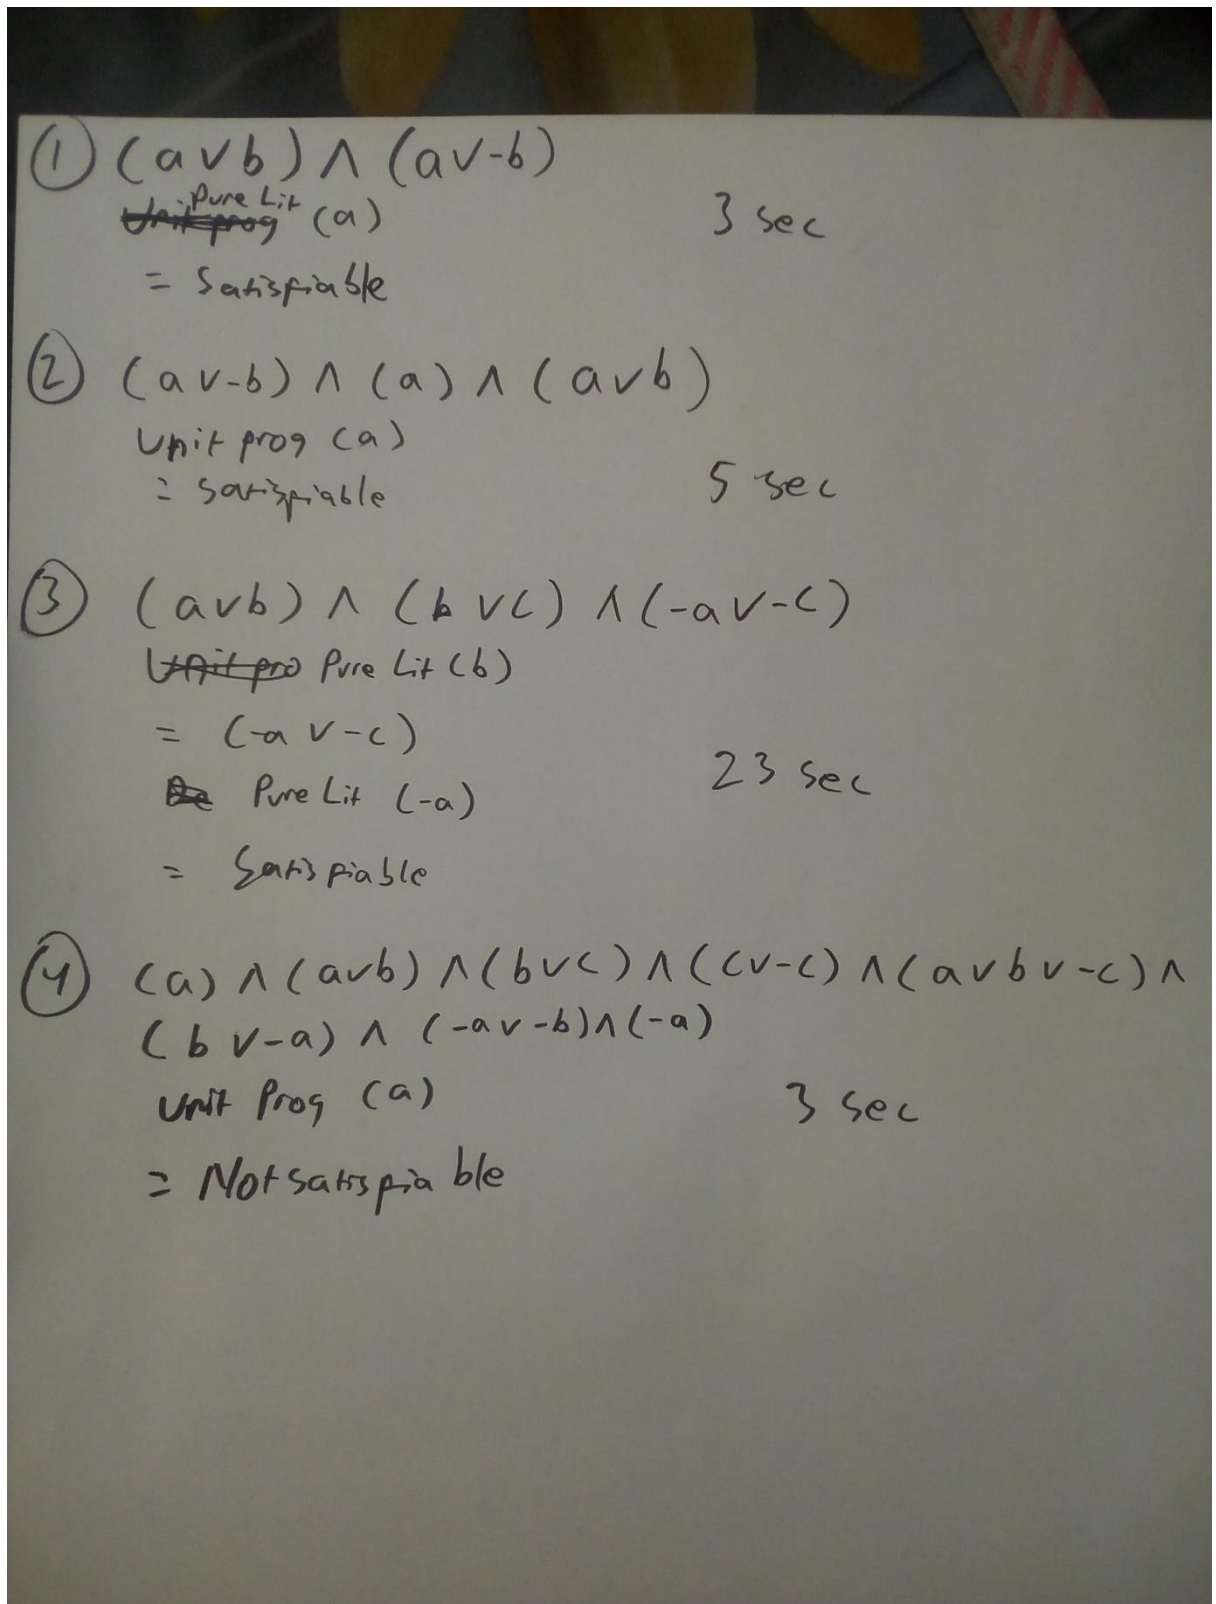 ① (a v b) ∧ (a v -b)
Pure Lit
Unit prog (a)
3 sec
= Satisfiable
② (a v -b) ∧ (a) ∧ (a v b)
Unit prog (a)
= satisfiable
5 sec
③ (a v b) ∧ (b v c) ∧ (-a v -c)
Unit pro Pure Lit (b)
= (-a v -c)
23 sec
De Pure Lit (-a)
= Satisfiable
④ (a) ∧ (a v b) ∧ (b v c) ∧ (c v -c) ∧ (a v b v -c) ∧
(b v -a) ∧ (-a v -b) ∧ (-a)
Unit Prog (a)
3 sec
= Not satisfiable